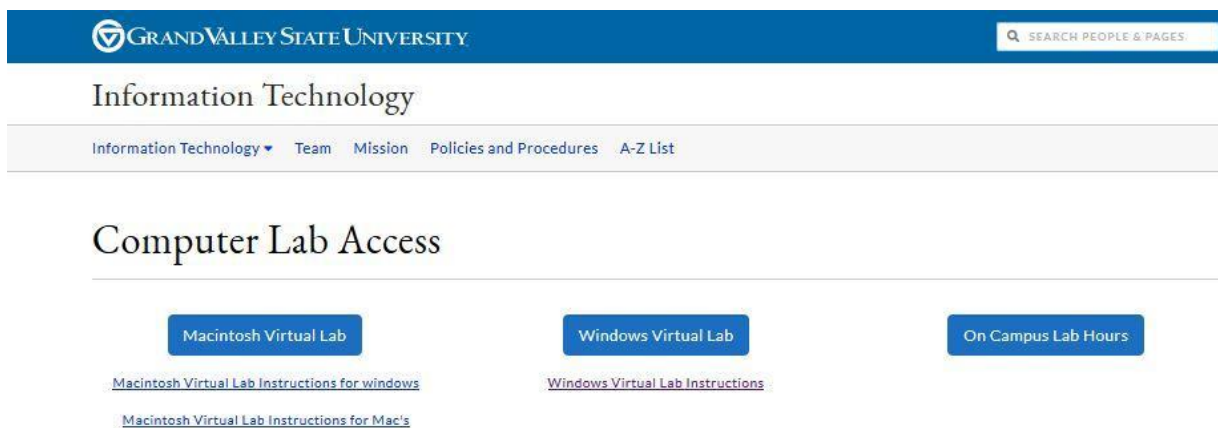 GRAND VALLEY STATE UNIVERSITY
SEARCH PEOPLE & PAGES
Information Technology
Information Technology Team Mission Policies and Procedures A-Z List
Computer Lab Access
Macintosh Virtual Lab Windows Virtual Lab On Campus Lab Hours
Macintosh Virtual Lab Instructions for windows Windows Virtual Lab Instructions
Macintosh Virtual Lab Instructions for Mac's